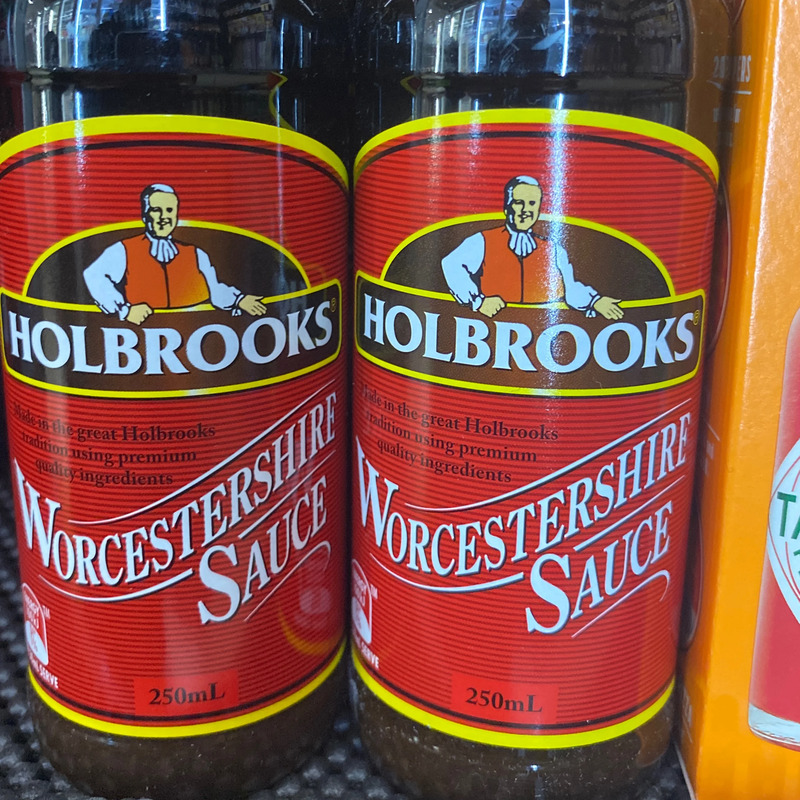 HOLBROOKS®
Made in the great Holbrooks
tradition using premium
quality ingredients
WORCESTERSHIRE
SAUCE
250mL
HOLBROOKS®
Made in the great Holbrooks
tradition using premium
quality ingredients
WORCESTERSHIRE
SAUCE
250mL
TA